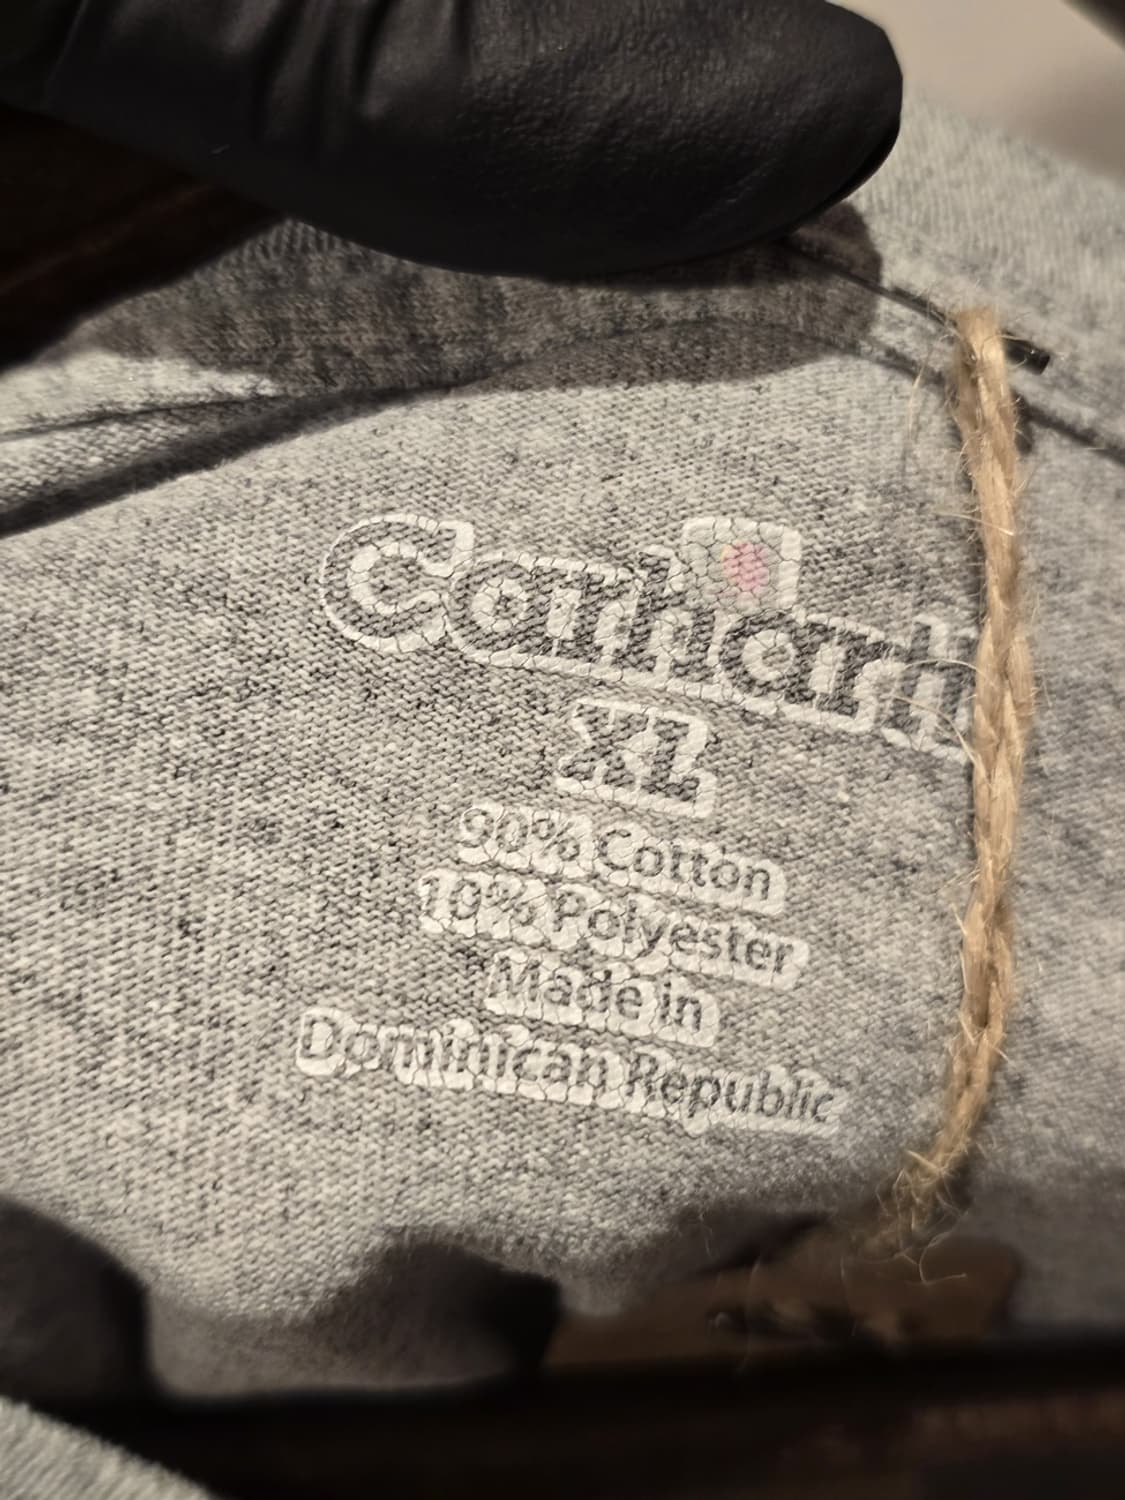 Carhartt
XL
90% Cotton
10% Polyester
Made in
Dominican Republic